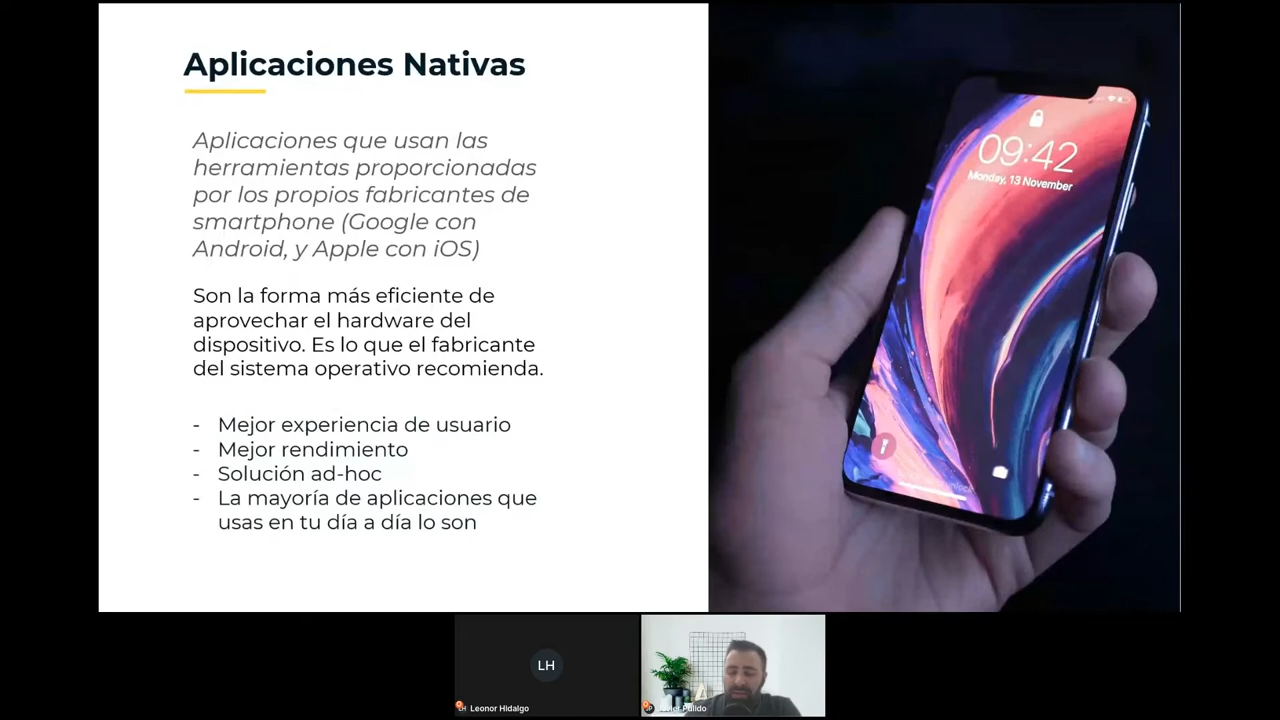 Aplicaciones Nativas
Aplicaciones que usan las
herramientas proporcionadas
por los propios fabricantes de
smartphone (Google con
Android, y Apple con iOS)
Son la forma más eficiente de
aprovechar el hardware del
dispositivo. Es lo que el fabricante
del sistema operativo recomienda.
- Mejor experiencia de usuario
- Mejor rendimiento
- Solución ad-hoc
- La mayoría de aplicaciones que
usas en tu día a día lo son
09:42
Monday, 13 November
LH
LH
Leonor Hidalgo
Pulido